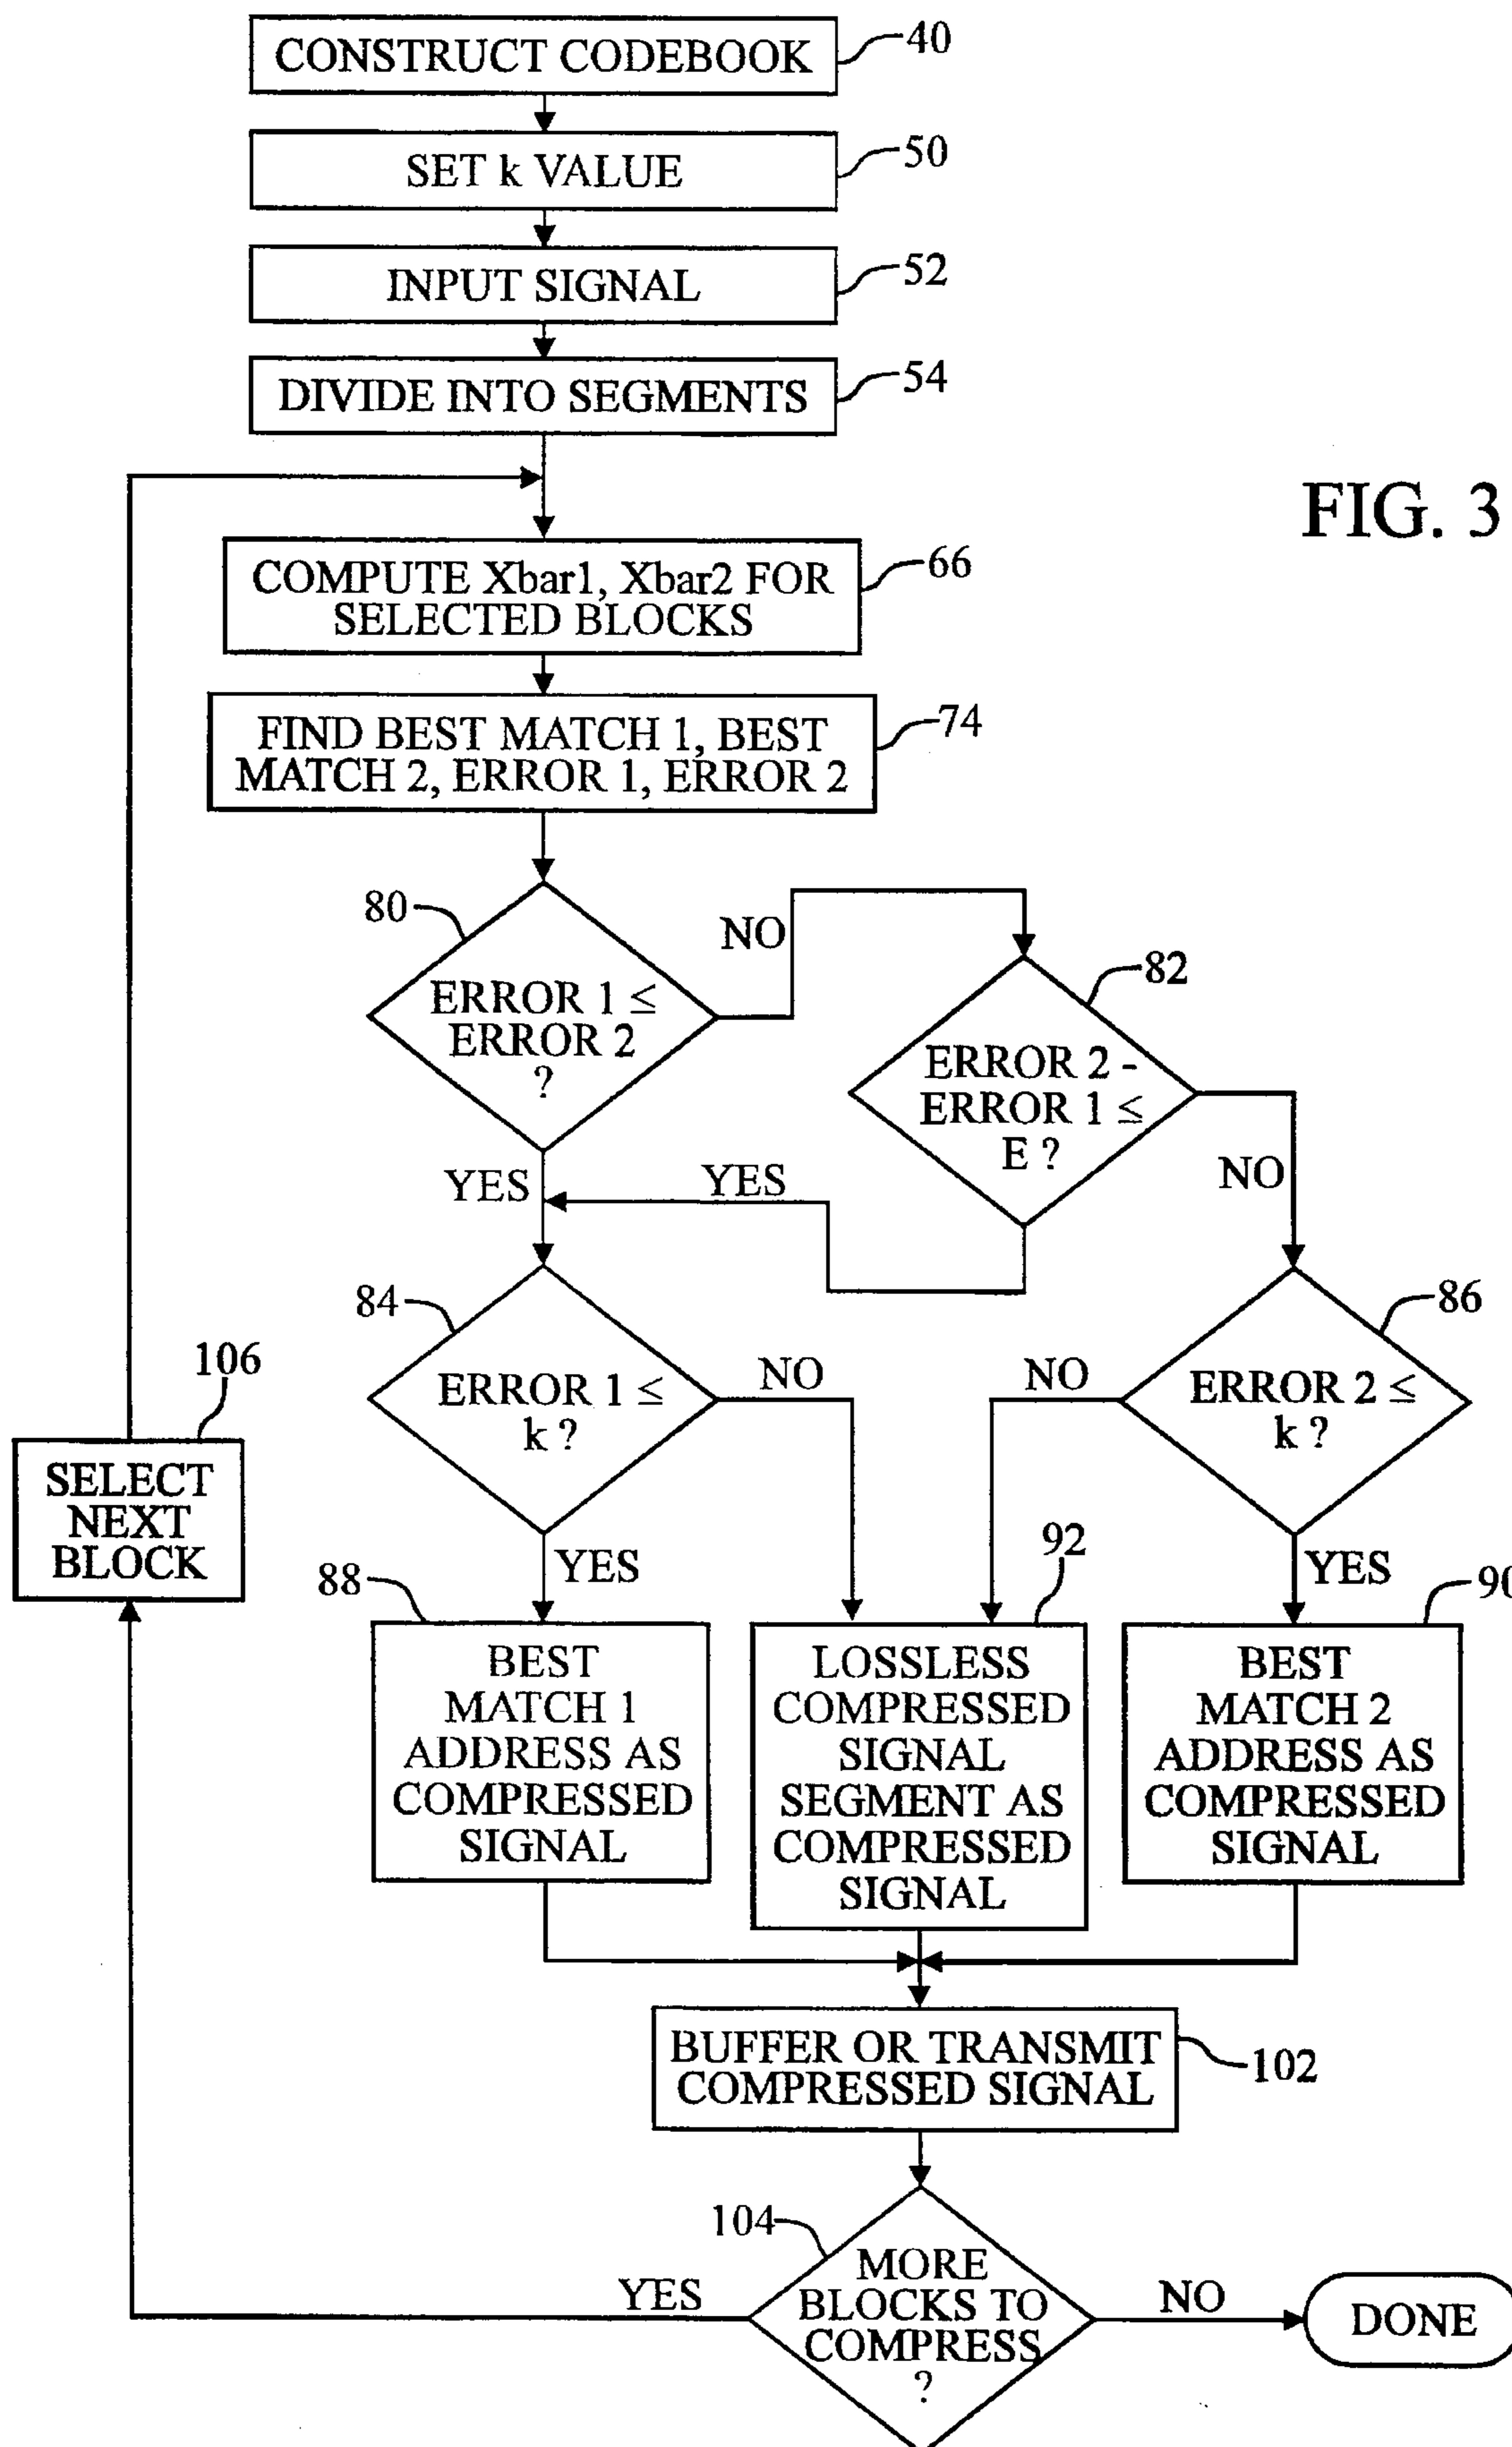 CONSTRUCT CODEBOOK
40
SET k VALUE
50
INPUT SIGNAL
52
DIVIDE INTO SEGMENTS
54
FIG. 3
COMPUTE Xbar1, Xbar2 FOR
SELECTED BLOCKS
66
FIND BEST MATCH 1, BEST
MATCH 2, ERROR 1, ERROR 2
74
80
ERROR 1 ≤
ERROR 2
?
NO
YES
82
ERROR 2 -
ERROR 1 ≤
E ?
YES
NO
84
ERROR 1 ≤
k ?
NO
YES
86
ERROR 2 ≤
k ?
NO
YES
106
SELECT
NEXT
BLOCK
88
BEST
MATCH 1
ADDRESS AS
COMPRESSED
SIGNAL
92
LOSSLESS
COMPRESSED
SIGNAL
SEGMENT AS
COMPRESSED
SIGNAL
90
BEST
MATCH 2
ADDRESS AS
COMPRESSED
SIGNAL
BUFFER OR TRANSMIT
COMPRESSED SIGNAL
102
104
MORE
BLOCKS TO
COMPRESS
?
YES
NO
DONE